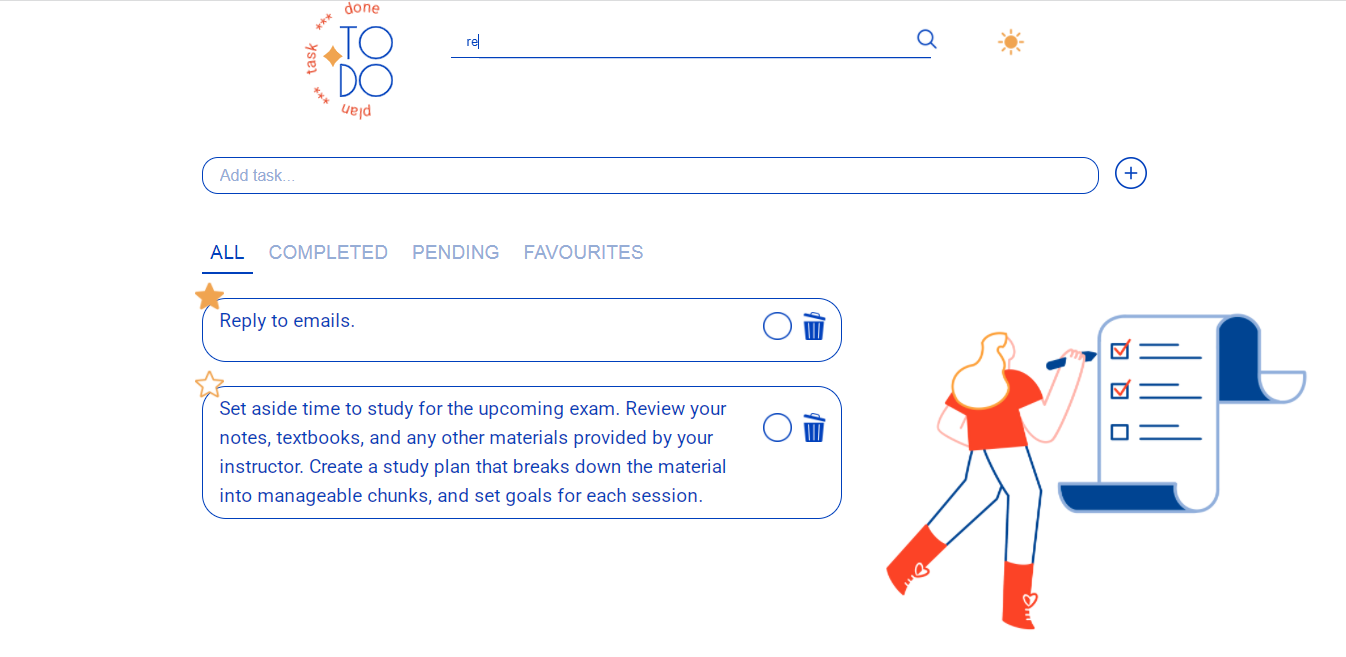 done
*** 
task
***
plan
TO
DO
re
Add task...
ALL COMPLETED PENDING FAVOURITES
Reply to emails.
Set aside time to study for the upcoming exam. Review your
notes, textbooks, and any other materials provided by your
instructor. Create a study plan that breaks down the material
into manageable chunks, and set goals for each session.